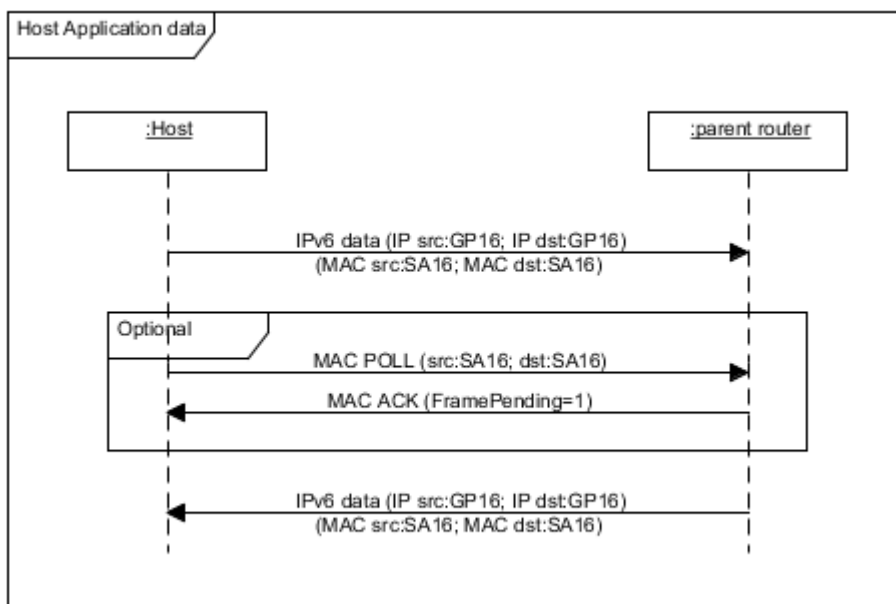 Host Application data
:Host
:parent router
IPv6 data (IP src:GP16; IP dst:GP16)
(MAC src:SA16; MAC dst:SA16)
Optional
MAC POLL (src:SA16; dst:SA16)
MAC ACK (FramePending=1)
IPv6 data (IP src:GP16; IP dst:GP16)
(MAC src:SA16; MAC dst:SA16)